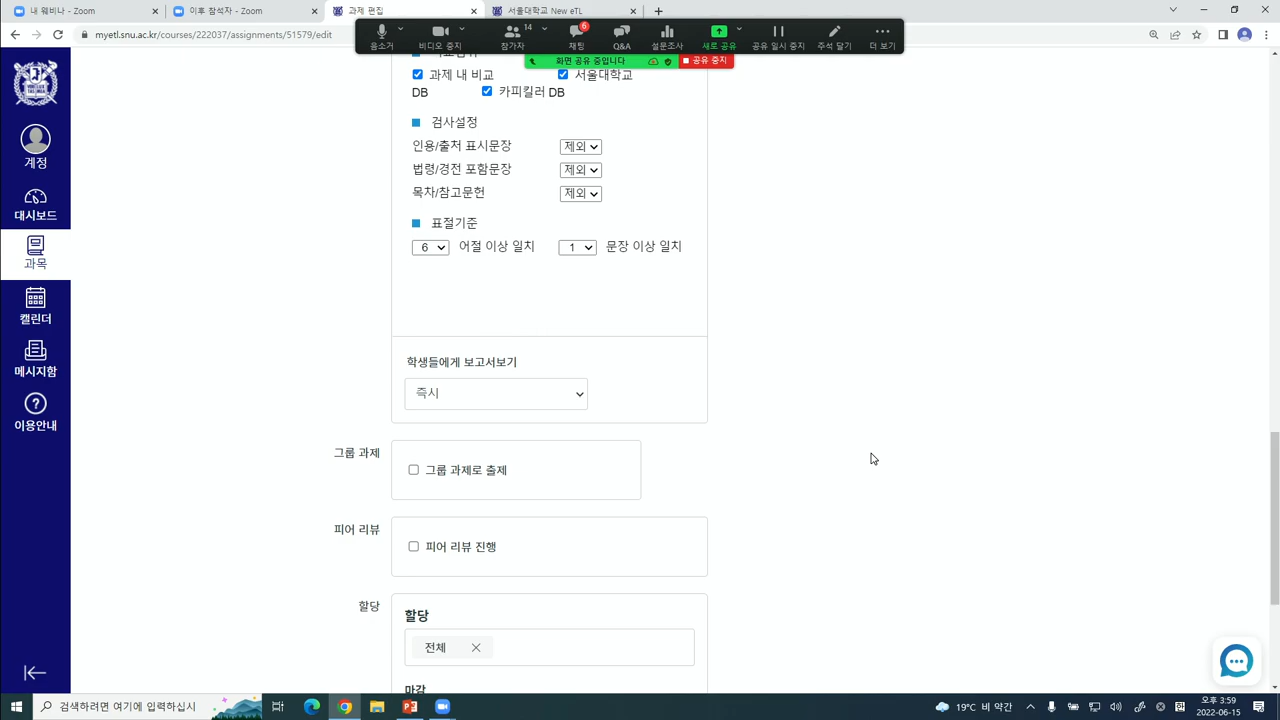 내 웨비나 - Zoom
이후 참석자 - Zoom
과제 편집
서울대학교 New eTL
myetl.snu.ac.kr/courses/222037/assignments/51579/edit
음소거
비디오 중지
14
참가자
6
채팅
Q&A
설문조사
새로 공유
공유 일시 중지
주석 달기
더 보기
화면 공유 중입니다
공유 중지
과제 내 비교
서울대학교
DB
카피킬러 DB
검사설정
인용/출처 표시문장
제외
법령/경전 포함문장
제외
목차/참고문헌
제외
표절기준
6
어절 이상 일치
1
문장 이상 일치
학생들에게 보고서보기
즉시
그룹 과제
그룹 과제로 출제
피어 리뷰
피어 리뷰 진행
할당
할당
전체
마감
계정
대시보드
과목
캘린더
메시지함
이용안내
검색하려면 여기에 입력하십시
19°C 비 약간
오후 3:59
2022-06-15